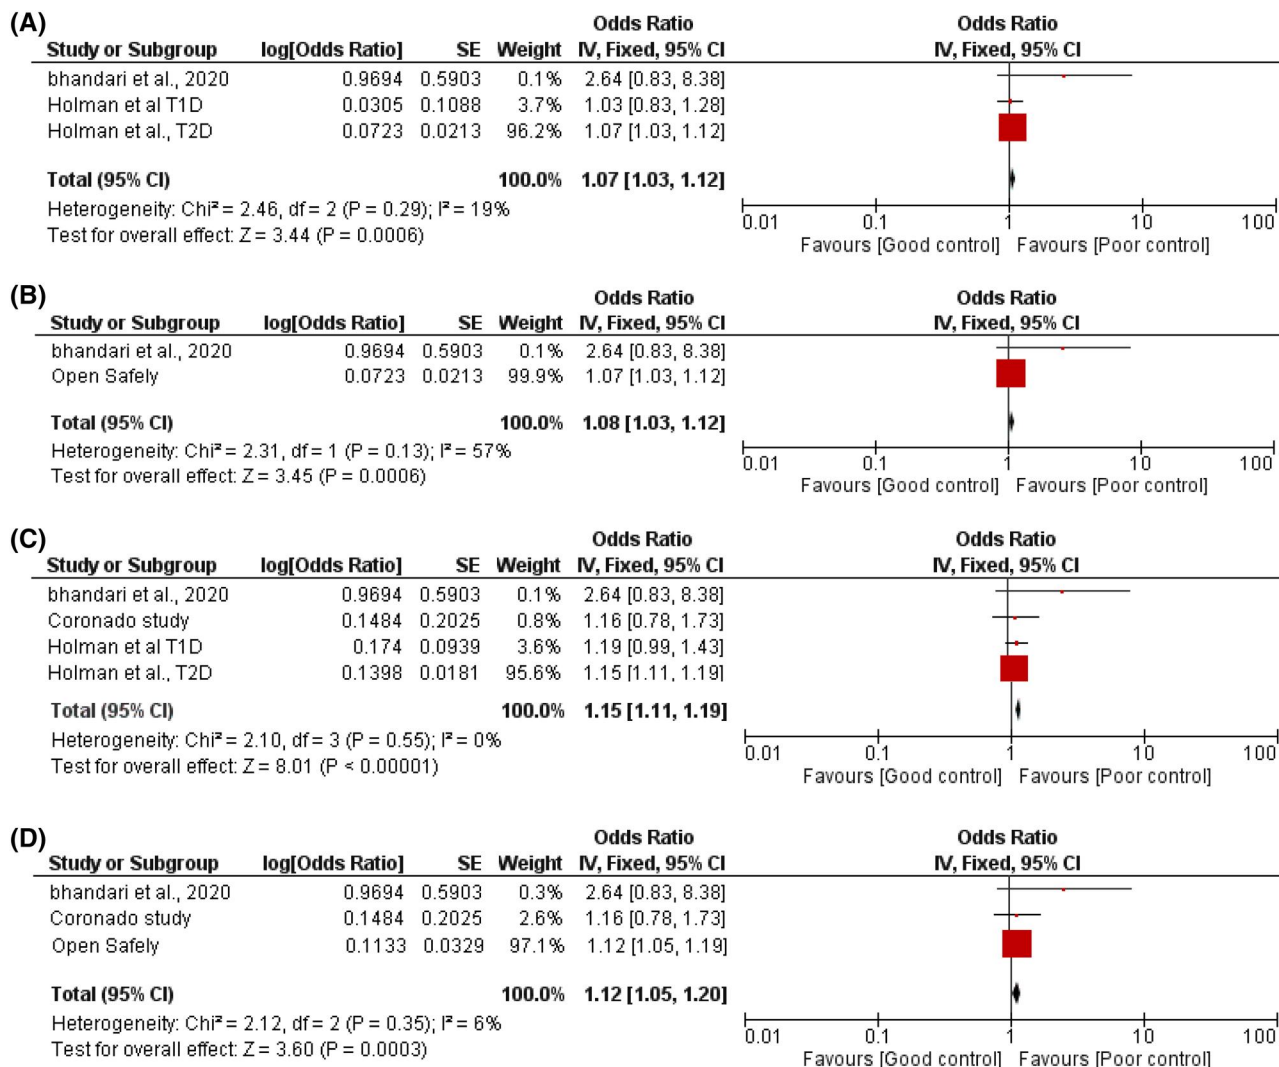 (A)
Odds Ratio Odds Ratio
Study or Subgroup log[Odds Ratio] SE Weight IV, Fixed, 95% CI IV, Fixed, 95% CI
bhandari et al., 2020 0.9694 0.5903 0.1% 2.64 [0.83, 8.38]
Holman et al T1D 0.0305 0.1088 3.7% 1.03 [0.83, 1.28]
Holman et al., T2D 0.0723 0.0213 96.2% 1.07 [1.03, 1.12]
Total (95% CI) 100.0% 1.07 [1.03, 1.12]
Heterogeneity: Chi² = 2.46, df = 2 (P = 0.29); I² = 19%
Test for overall effect: Z = 3.44 (P = 0.0006)
0.01 0.1 1 10 100
Favours [Good control] Favours [Poor control]
(B)
Odds Ratio Odds Ratio
Study or Subgroup log[Odds Ratio] SE Weight IV, Fixed, 95% CI IV, Fixed, 95% CI
bhandari et al., 2020 0.9694 0.5903 0.1% 2.64 [0.83, 8.38]
Open Safely 0.0723 0.0213 99.9% 1.07 [1.03, 1.12]
Total (95% CI) 100.0% 1.08 [1.03, 1.12]
Heterogeneity: Chi² = 2.31, df = 1 (P = 0.13); I² = 57%
Test for overall effect: Z = 3.45 (P = 0.0006)
0.01 0.1 1 10 100
Favours [Good control] Favours [Poor control]
(C)
Odds Ratio Odds Ratio
Study or Subgroup log[Odds Ratio] SE Weight IV, Fixed, 95% CI IV, Fixed, 95% CI
bhandari et al., 2020 0.9694 0.5903 0.1% 2.64 [0.83, 8.38]
Coronado study 0.1484 0.2025 0.8% 1.16 [0.78, 1.73]
Holman et al T1D 0.174 0.0939 3.6% 1.19 [0.99, 1.43]
Holman et al., T2D 0.1398 0.0181 95.6% 1.15 [1.11, 1.19]
Total (95% CI) 100.0% 1.15 [1.11, 1.19]
Heterogeneity: Chi² = 2.10, df = 3 (P = 0.55); I² = 0%
Test for overall effect: Z = 8.01 (P < 0.00001)
0.01 0.1 1 10 100
Favours [Good control] Favours [Poor control]
(D)
Odds Ratio Odds Ratio
Study or Subgroup log[Odds Ratio] SE Weight IV, Fixed, 95% CI IV, Fixed, 95% CI
bhandari et al., 2020 0.9694 0.5903 0.3% 2.64 [0.83, 8.38]
Coronado study 0.1484 0.2025 2.6% 1.16 [0.78, 1.73]
Open Safely 0.1133 0.0329 97.1% 1.12 [1.05, 1.19]
Total (95% CI) 100.0% 1.12 [1.05, 1.20]
Heterogeneity: Chi² = 2.12, df = 2 (P = 0.35); I² = 6%
Test for overall effect: Z = 3.60 (P = 0.0003)
0.01 0.1 1 10 100
Favours [Good control] Favours [Poor control]